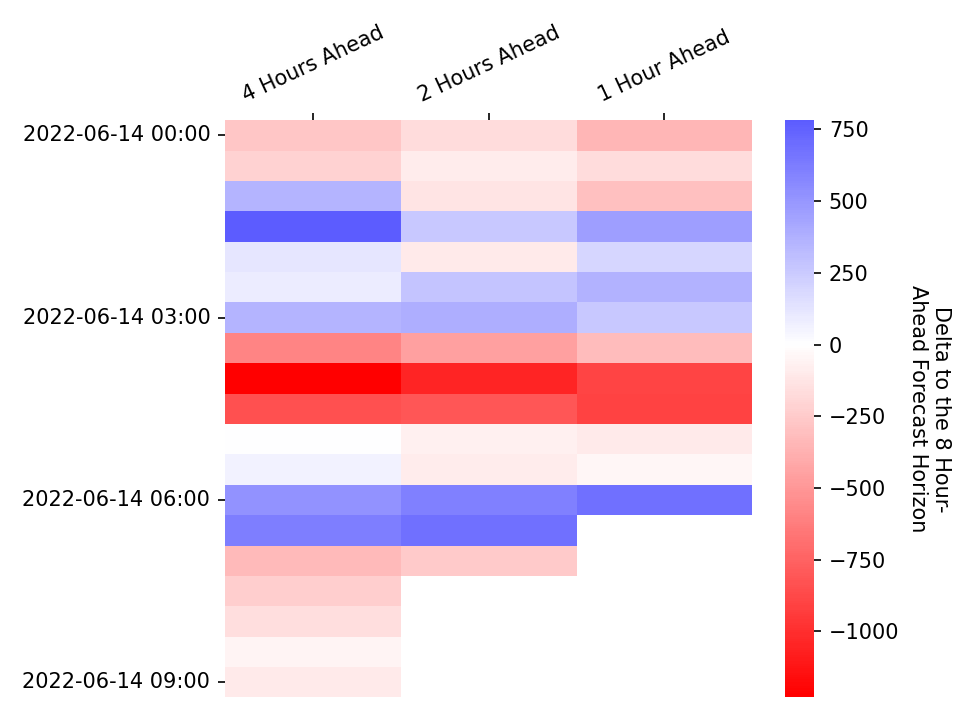 4 Hours Ahead
2 Hours Ahead
1 Hour Ahead
2022-06-14 00:00
2022-06-14 03:00
2022-06-14 06:00
2022-06-14 09:00
750
500
250
0
−250
−500
−750
−1000
Delta to the 8 Hour-
Ahead Forecast Horizon